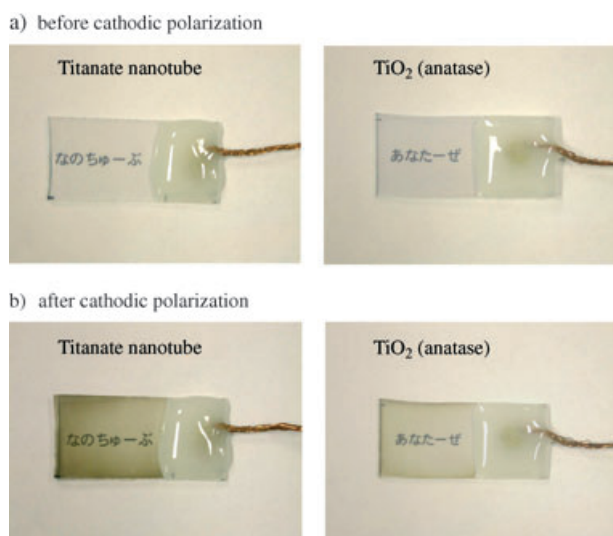 a) before cathodic polarization
Titanate nanotube
TiO₂ (anatase)
なのちゅーぶ
あなたーぜ
b) after cathodic polarization
Titanate nanotube
TiO₂ (anatase)
なのちゅーぶ
あなたーぜ